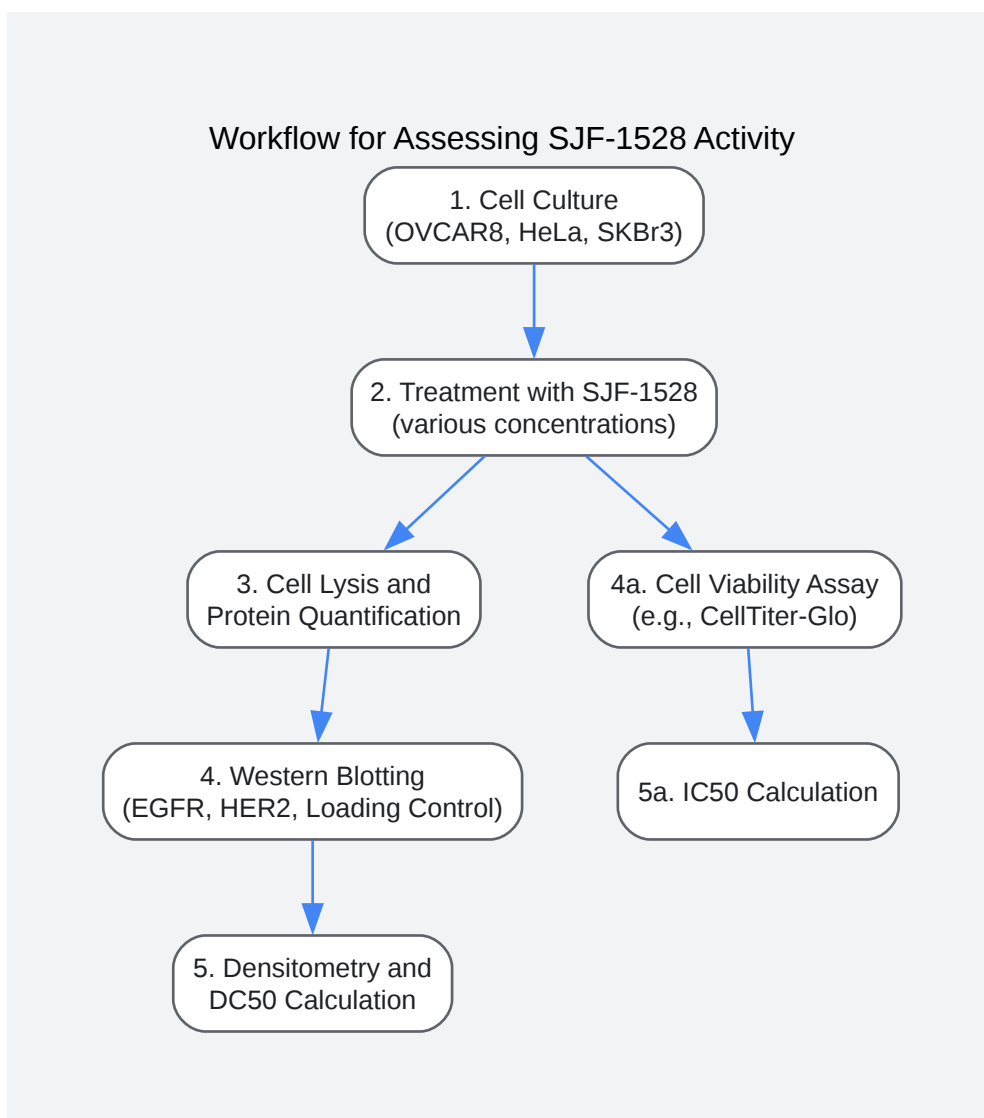 Workflow for Assessing SJF-1528 Activity
1. Cell Culture
(OVCAR8, HeLa, SKBr3)
2. Treatment with SJF-1528
(various concentrations)
3. Cell Lysis and
Protein Quantification
4a. Cell Viability Assay
(e.g., CellTiter-Glo)
4. Western Blotting
(EGFR, HER2, Loading Control)
5a. IC50 Calculation
5. Densitometry and
DC50 Calculation